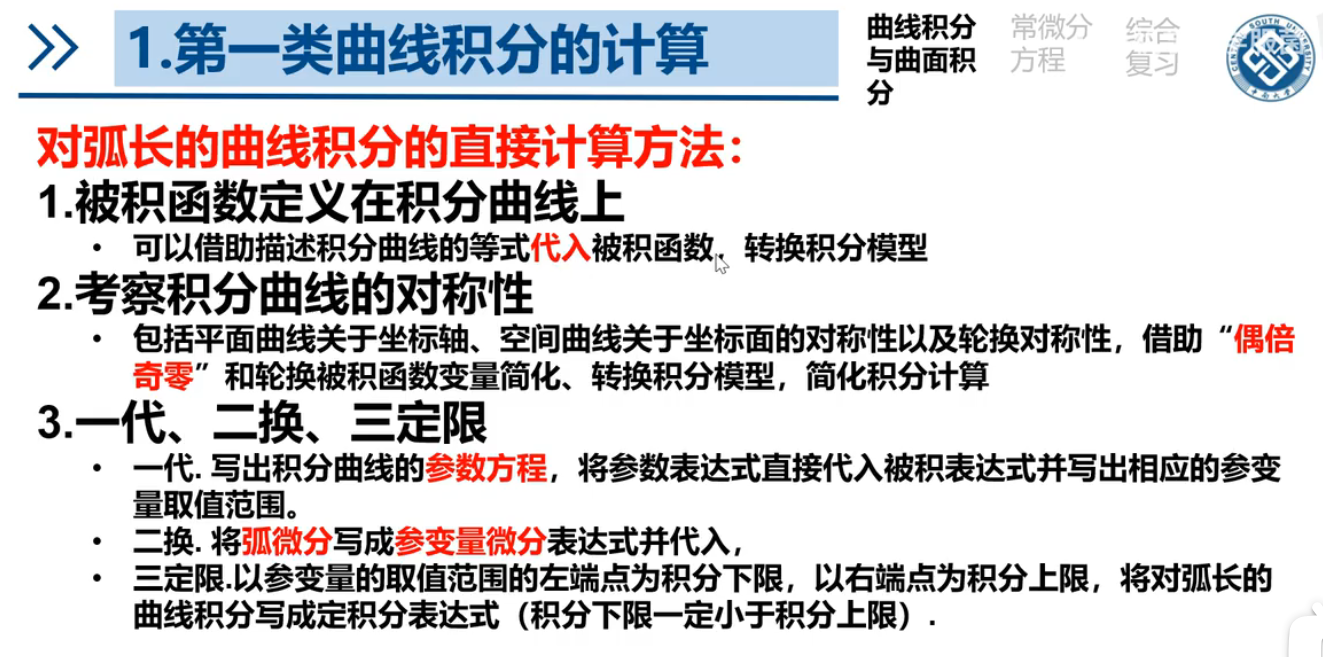 1.第一类曲线积分的计算
曲线积分
与曲面积
分
常微分
方程
综合
复习
对弧长的曲线积分的直接计算方法：
1.被积函数定义在积分曲线上
• 可以借助描述积分曲线的等式代入被积函数，转换积分模型
2.考察积分曲线的对称性
• 包括平面曲线关于坐标轴、空间曲线关于坐标面的对称性以及轮换对称性，借助“偶倍
奇零”和轮换被积函数变量简化、转换积分模型，简化积分计算
3.一代、二换、三定限
• 一代. 写出积分曲线的参数方程，将参数表达式直接代入被积表达式并写出相应的参变
量取值范围。
• 二换. 将弧微分写成参变量微分表达式并代入，
• 三定限.以参变量的取值范围的左端点为积分下限，以右端点为积分上限，将对弧长的
曲线积分写成定积分表达式（积分下限一定小于积分上限）.